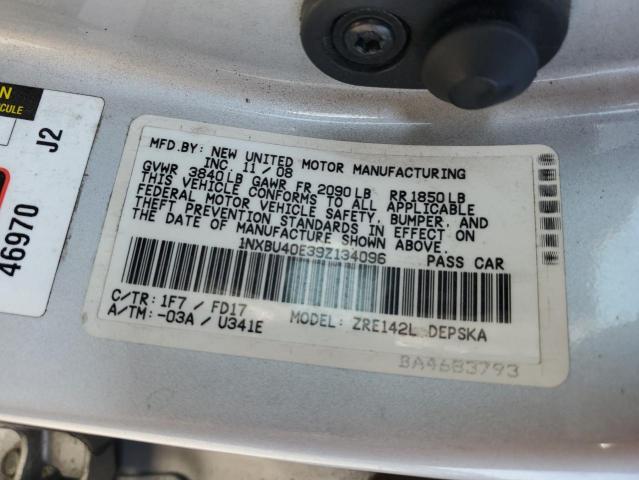 N
CULE
J2
46970
MFD.BY: NEW UNITED MOTOR MANUFACTURING
INC. 11/08
GVWR 3840LB GAWR FR 2090LB RR1850LB
THIS VEHICLE CONFORMS TO ALL APPLICABLE
FEDERAL MOTOR VEHICLE SAFETY, BUMPER, AND
THEFT PREVENTION STANDARDS IN EFFECT ON
THE DATE OF MANUFACTURE SHOWN ABOVE.
1NXBU40E39Z134096 PASS CAR
C/TR: 1F7 / FD17
A/TM: -03A / U341E MODEL: ZRE142L DEPSKA
BA4683793